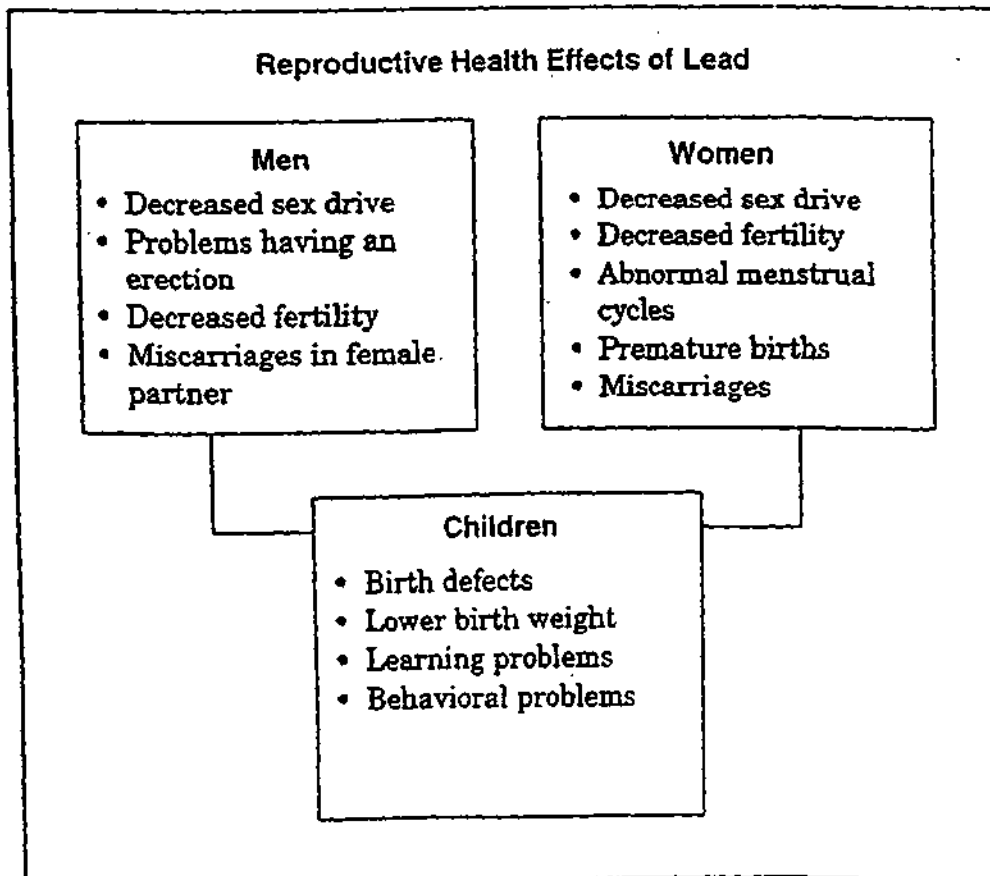 Reproductive Health Effects of Lead
Men
• Decreased sex drive
• Problems having an
erection
• Decreased fertility
• Miscarriages in female
partner
Women
• Decreased sex drive
• Decreased fertility
• Abnormal menstrual
cycles
• Premature births
• Miscarriages
Children
• Birth defects
• Lower birth weight
• Learning problems
• Behavioral problems